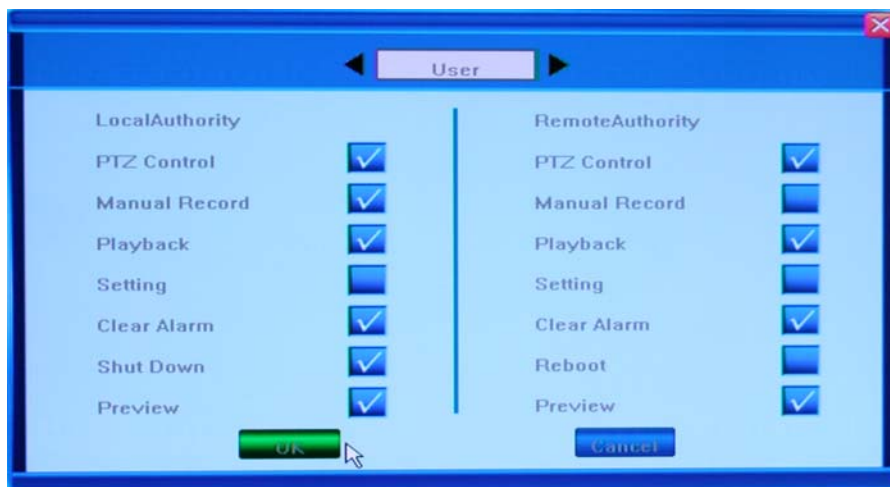 User
LocalAuthority
PTZ Control
Manual Record
Playback
Setting
Clear Alarm
Shut Down
Preview
RemoteAuthority
PTZ Control
Manual Record
Playback
Setting
Clear Alarm
Reboot
Preview
OK
Cancel